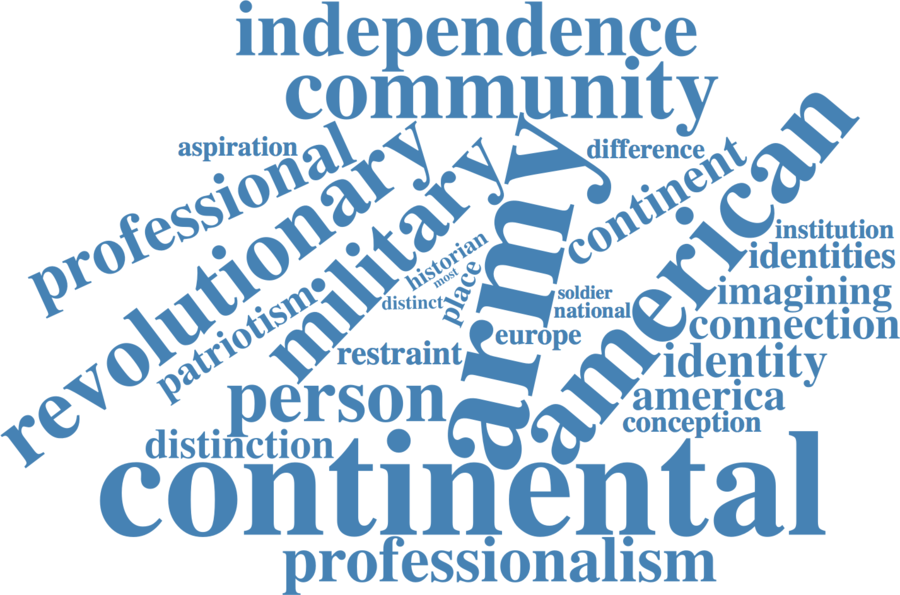 independence
community
aspiration
professional
revolutionary
military
army
difference
continent
american
institution
identities
historian
most
place
distinct
soldier
national
imagining
connection
patriotism
europe
restraint
identity
person
america
conception
distinction
continental
professionalism